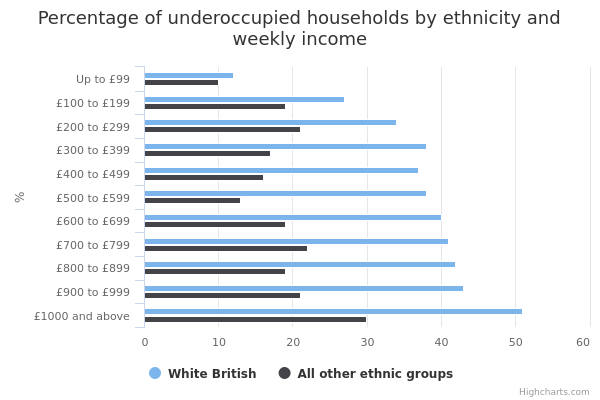 Percentage of underoccupied households by ethnicity and
weekly income
%
Up to £99
£100 to £199
£200 to £299
£300 to £399
£400 to £499
£500 to £599
£600 to £699
£700 to £799
£800 to £899
£900 to £999
£1000 and above
0 10 20 30 40 50 60
White British All other ethnic groups
Highcharts.com